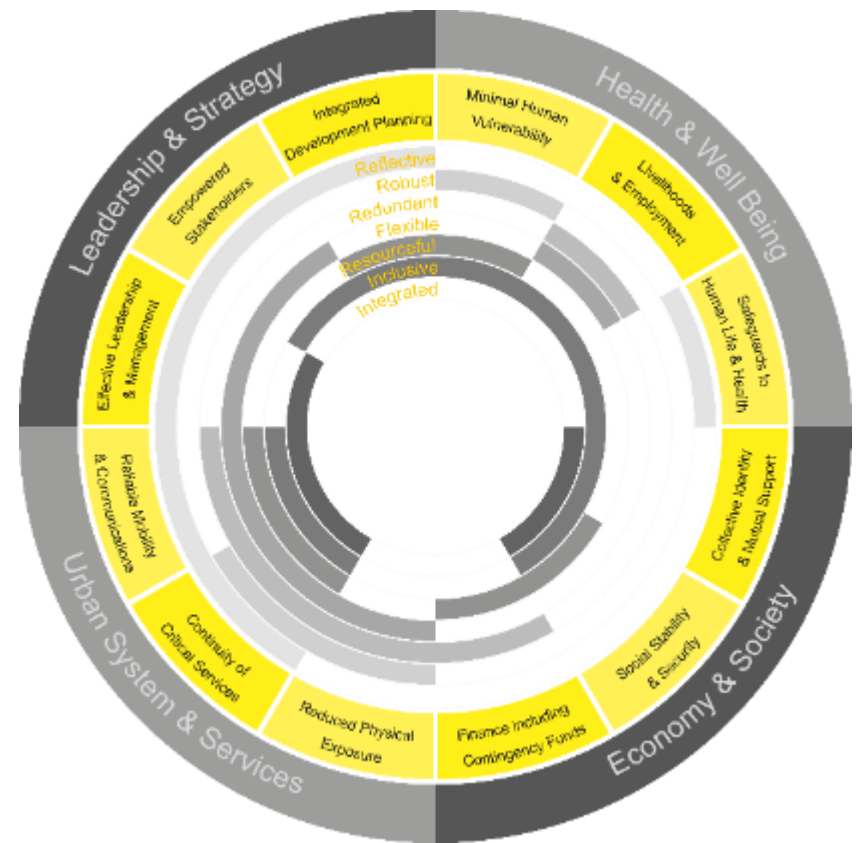 Leadership & Strategy
Health & Well Being
Economy & Society
Urban System & Services
Integrated
Development Planning
Minimal Human
Vulnerability
Livelihoods
& Employment
Safeguards to
Human Life & Health
Collective Identity
& Mutual Support
Social Stability
& Security
Finance including
Contingency Funds
Reduced Physical
Exposure
Continuity of
Critical Services
Reliable Mobility
& Communications
Effective Leadership
& Management
Empowered
Stakeholders
Reflective
Robust
Redundant
Flexible
Resourceful
Inclusive
Integrated